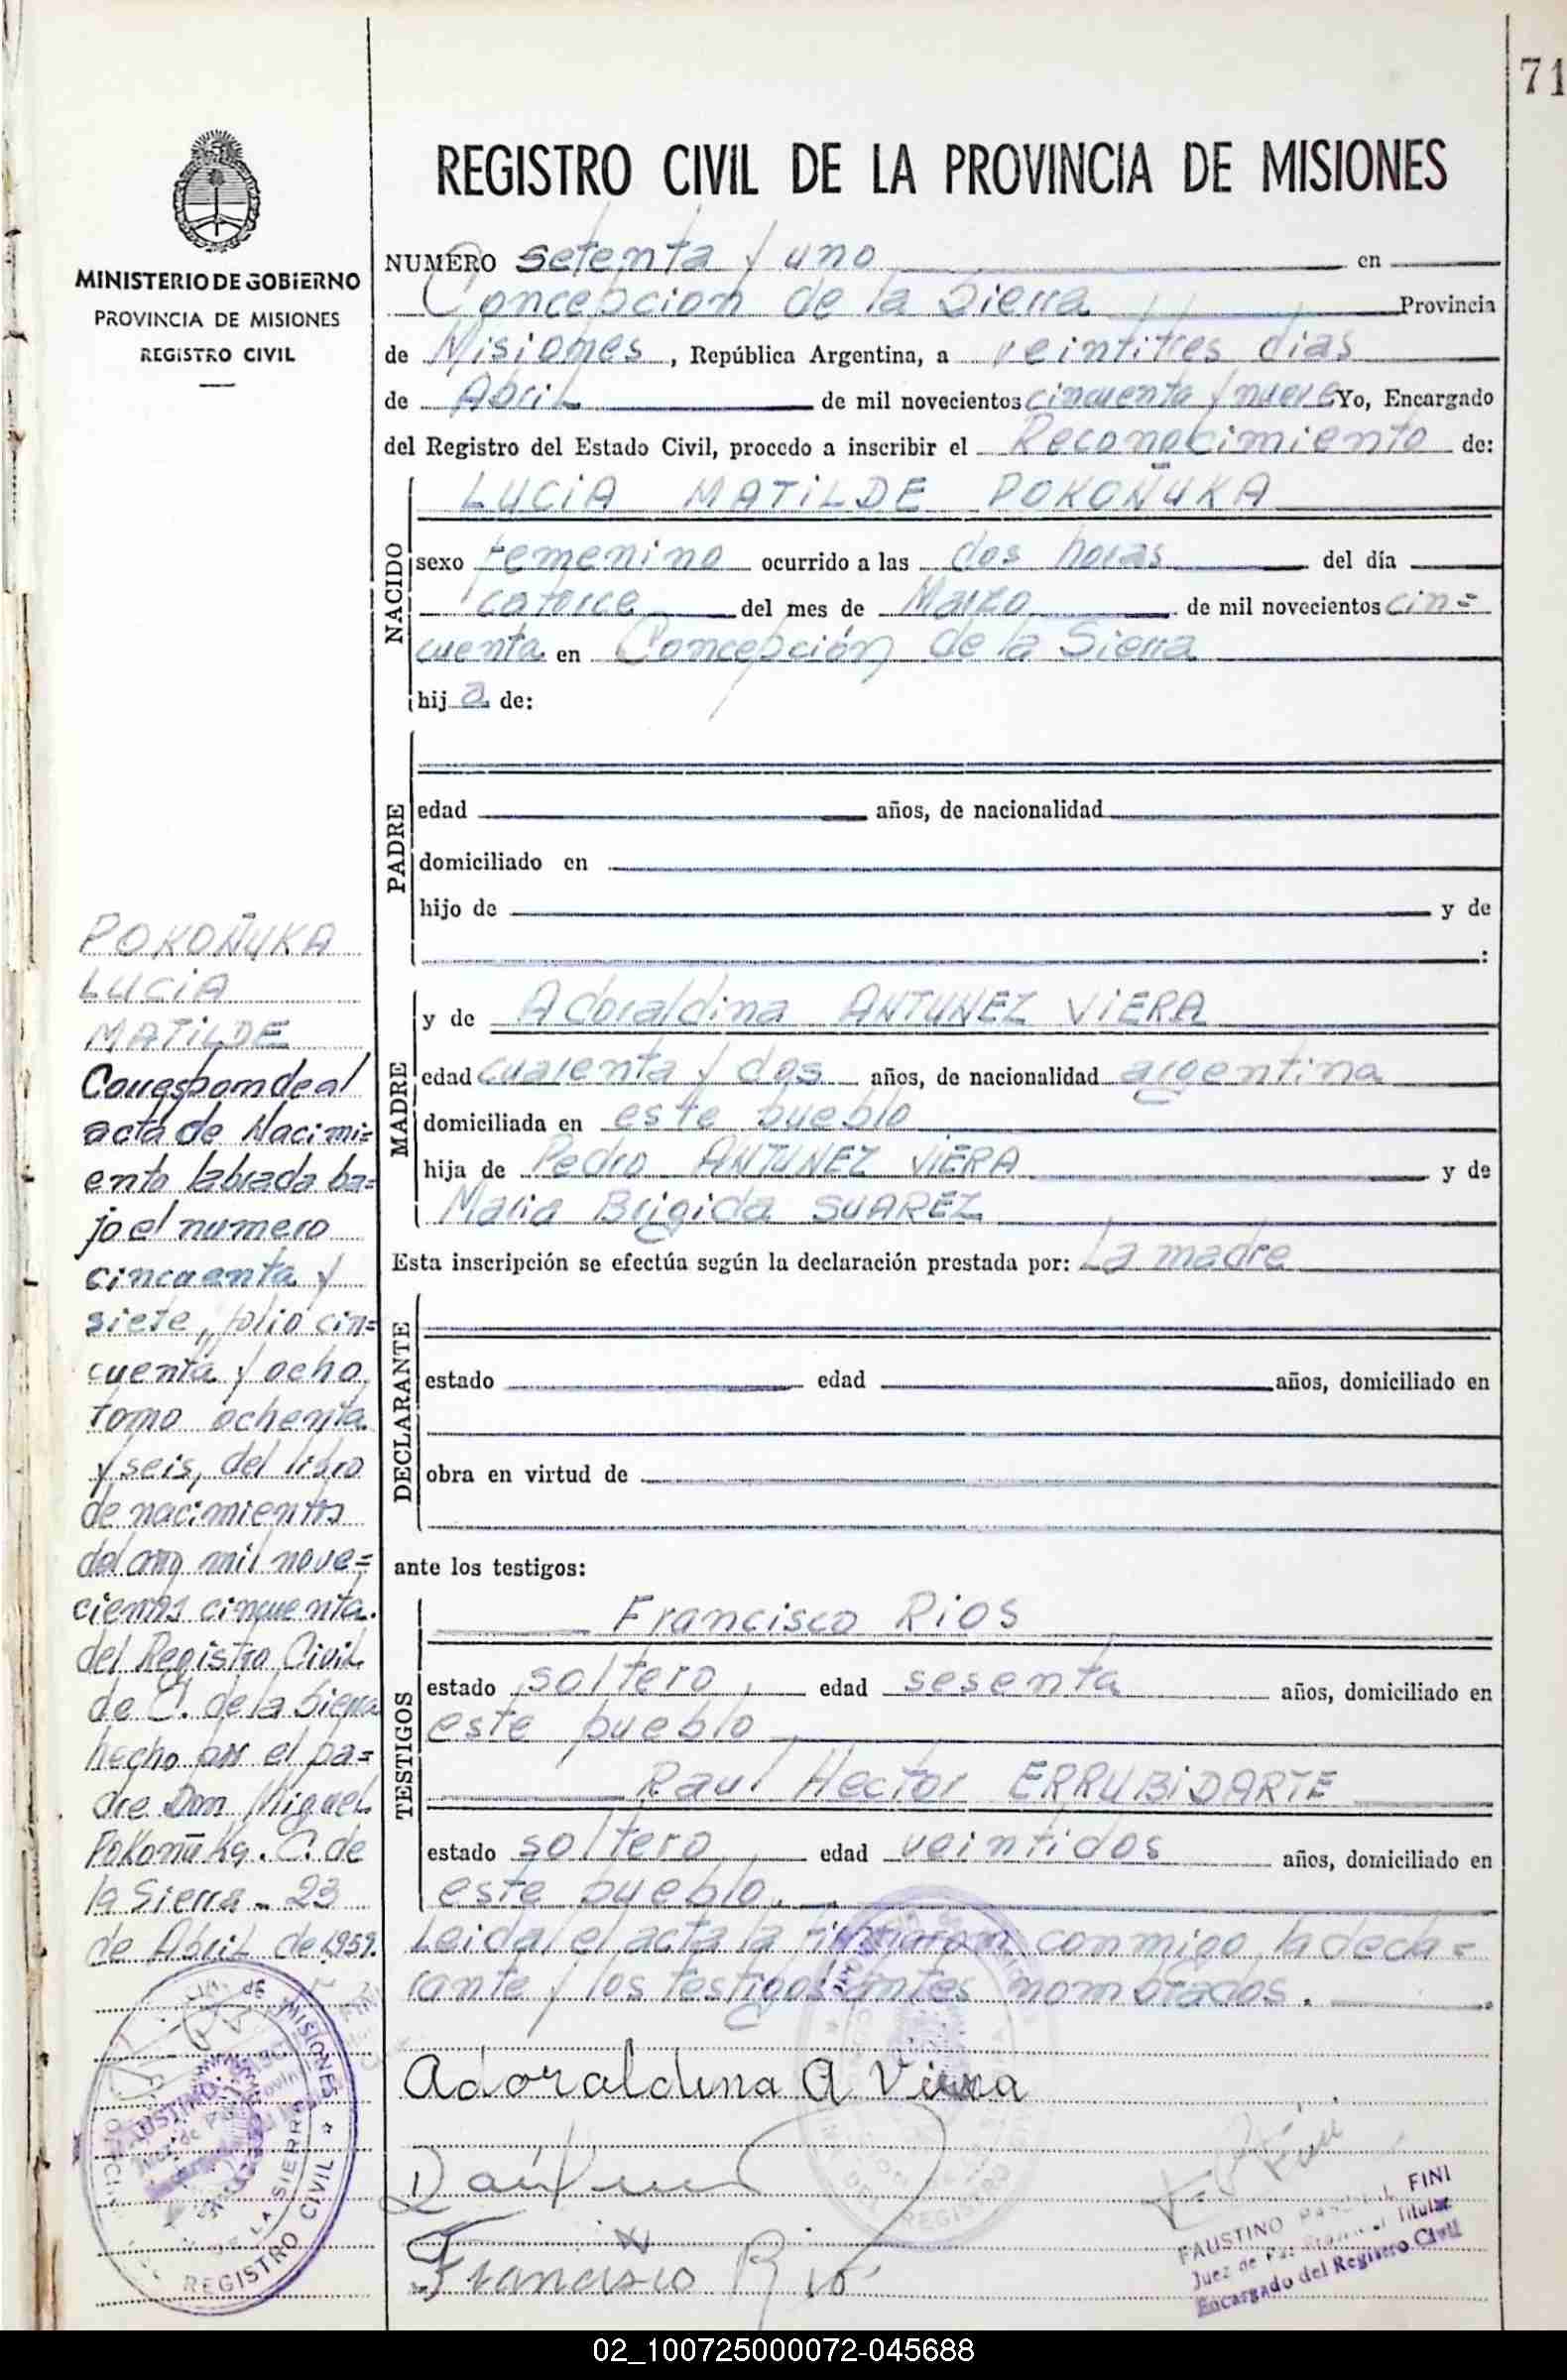 71
REGISTRO CIVIL DE LA PROVINCIA DE MISIONES
MINISTERIO DE GOBIERNO
PROVINCIA DE MISIONES
REGISTRO CIVIL
NUMERO setenta y uno en
Concepcion de la Sierra Provincia
de Misiones, República Argentina, a veintitres dias
de Abril de mil novecientos cincuenta y nueve Yo, Encargado
del Registro del Estado Civil, procedo a inscribir el Reconocimiento de:
NACIDO
LUCIA MATILDE POKOÑUKA
sexo femenino ocurrido a las dos horas del día
catorce del mes de Marzo de mil novecientos cin=
cuenta en Concepción de la Sierra
hij a de:
PADRE
edad años, de nacionalidad
domiciliado en
hijo de y de
:
MADRE
y de Adoraldina ANTUNEZ VIERA
edad cuarenta y dos años, de nacionalidad argentina
domiciliada en este pueblo
hija de Pedro ANTUNEZ VIERA y de
Maria Brigida SUAREZ
Esta inscripción se efectúa según la declaración prestada por: La madre
DECLARANTE
estado edad años, domiciliado en
obra en virtud de
ante los testigos:
TESTIGOS
Francisco RIOS
estado soltero edad sesenta años, domiciliado en
este pueblo
Raul Hector ERRUBIDARTE
estado soltero edad veintidos años, domiciliado en
este pueblo.
Leida el acta la firmaron conmigo la decla=
rante y los testigos antes nombrados.
Adoraldina A Viera
Francisco Rios
FAUSTINO PASCUAL FINI
Juez de Paz Titular
Encargado del Registro Civil
POKOÑUKA
LUCIA
MATILDE
Corresponde al
acta de Nacimi=
ento labrada ba=
jo el numero
cincuenta y
siete, folio cin=
cuenta y ocho
tomo ochenta
y seis, del libro
de nacimientos
del año mil nove=
cientos cincuenta.
del Registro Civil
de C. de la Sierra
hecho por el pa=
dre Don Miguel
Pokoñuka. C. de
la Sierra - 23
de Abril de 1959.
MISIONES
DE LA SIERRA
REGISTRO CIVIL
02_100725000072-045688